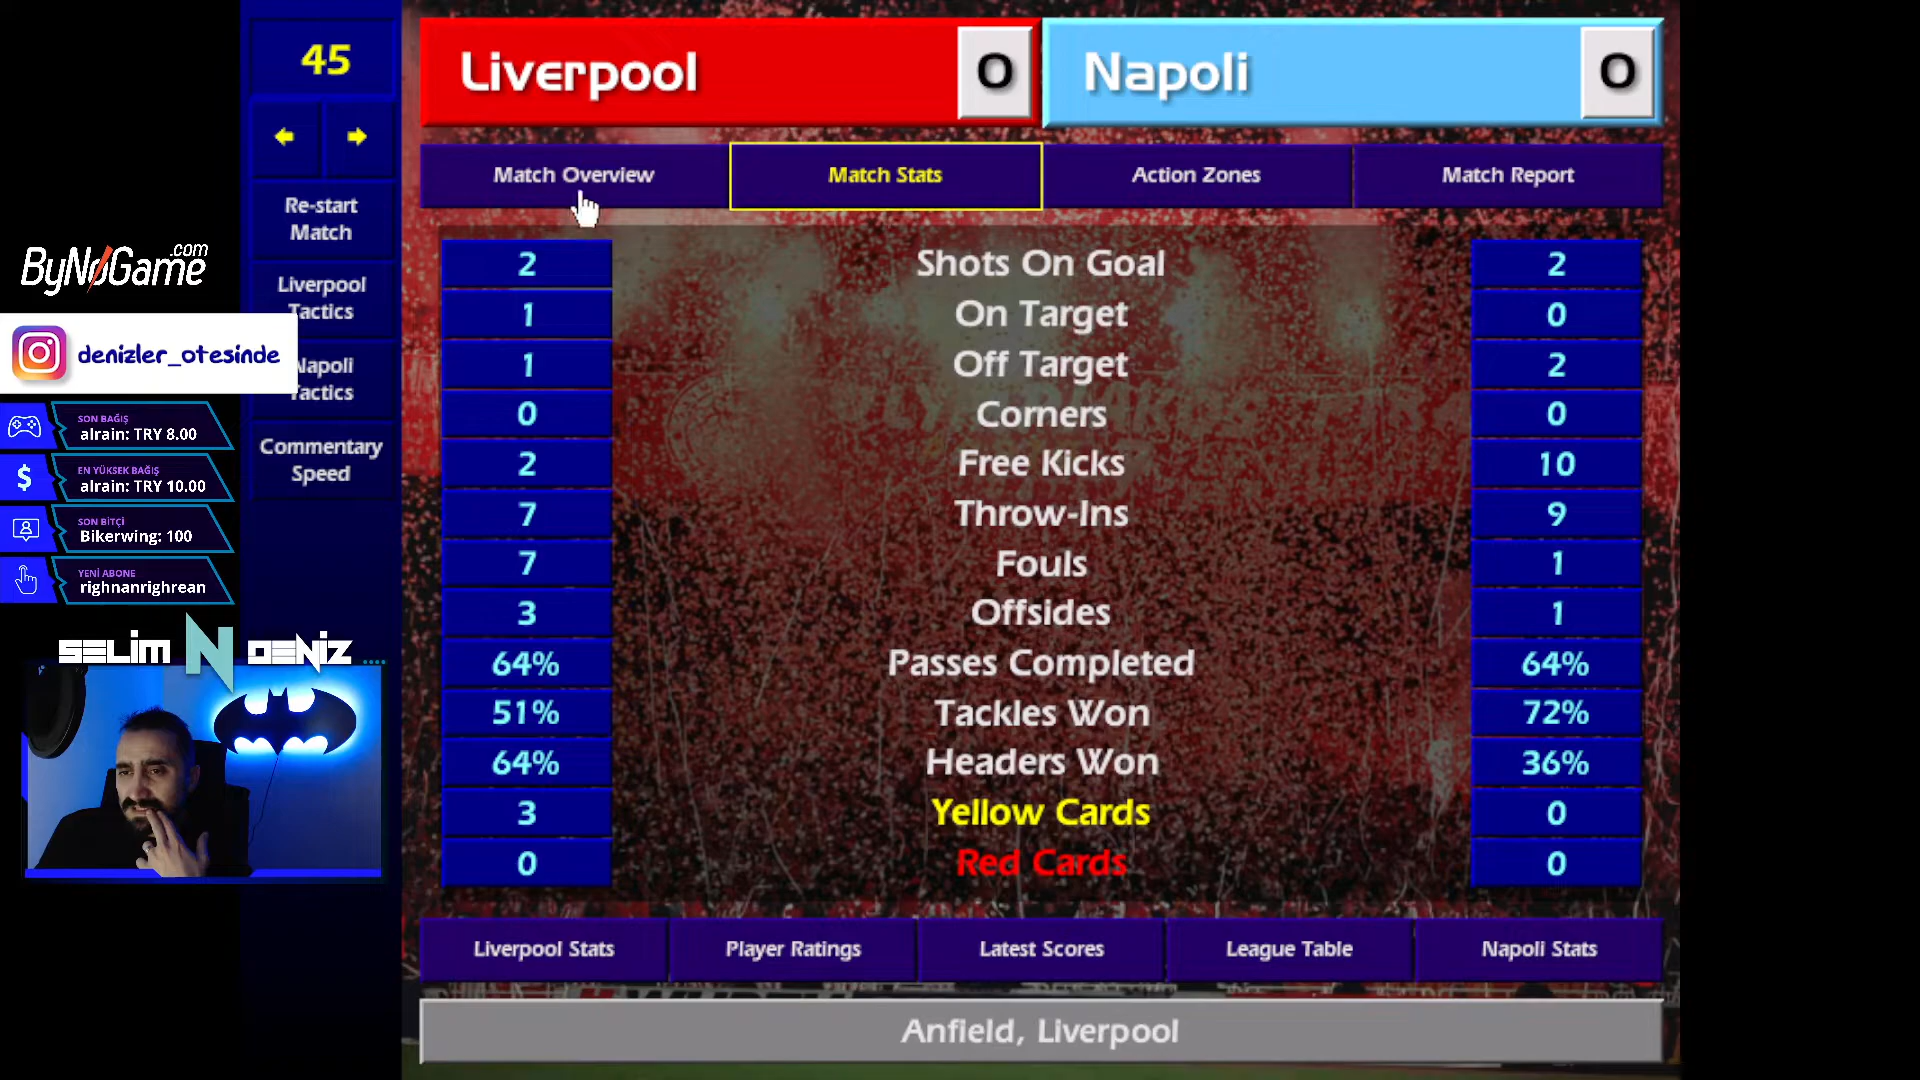 45
Liverpool 0
Napoli 0
Match Overview
Match Stats
Action Zones
Match Report
Re-start
Match
Liverpool
Tactics
Napoli
Tactics
Commentary
Speed
ByNoGame.com
denizler_otesinde
SON BAĞIŞ
alrain: TRY 8.00
EN YÜKSEK BAĞIŞ
alrain: TRY 10.00
SON BİTÇİ
Bikerwing: 100
YENİ ABONE
righnanrighrean
SELİM N DENİZ
2 Shots On Goal 2
1 On Target 0
1 Off Target 2
0 Corners 0
2 Free Kicks 10
7 Throw-Ins 9
7 Fouls 1
3 Offsides 1
64% Passes Completed 64%
51% Tackles Won 72%
64% Headers Won 36%
3 Yellow Cards 0
0 Red Cards 0
Liverpool Stats
Player Ratings
Latest Scores
League Table
Napoli Stats
Anfield, Liverpool